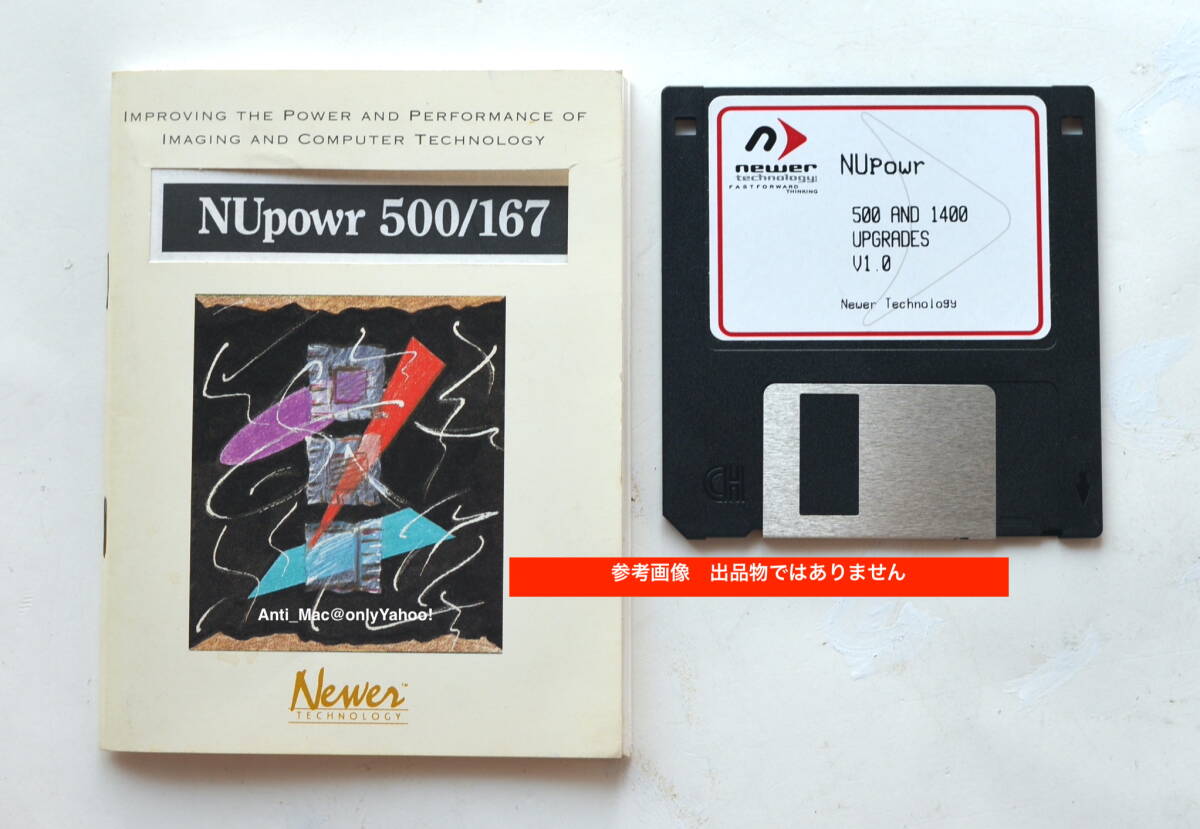 IMPROVING THE POWER AND PERFORMANCE OF
IMAGING AND COMPUTER TECHNOLOGY
NUpowr 500/167
Anti_Mac@onlyYahoo!
Newer™
TECHNOLOGY
newer
technology:
FASTFORWARD
THINKING
NUPowr
500 AND 1400
UPGRADES
V1.0
Newer Technology
HD
参考画像　出品物ではありません